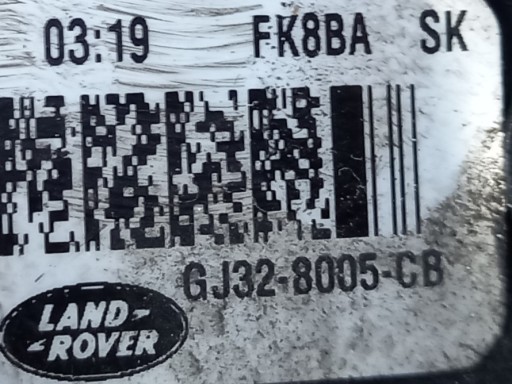 03:19 FK8BA SK
GJ32-8005-CB
LAND-
-ROVER